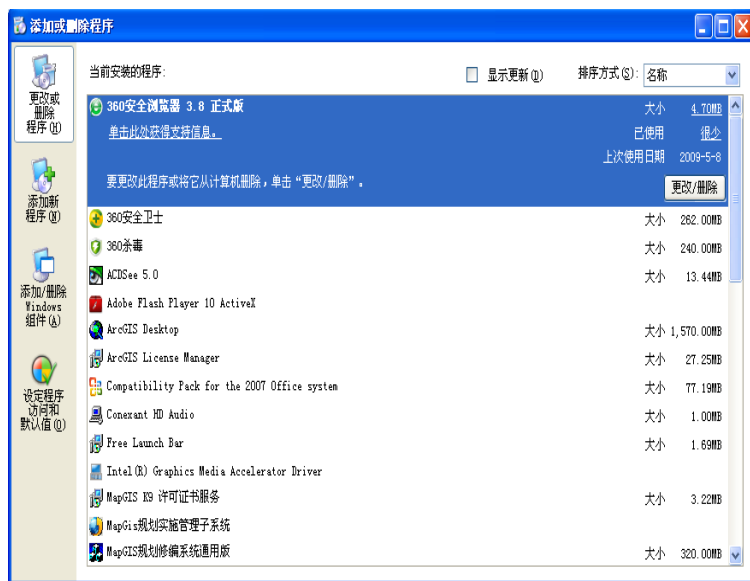 添加或删除程序
更改或
删除
程序(H)
添加新
程序(N)
添加/删除
Windows
组件(A)
设定程序
访问和
默认值(O)
当前安装的程序:
显示更新(D)
排序方式(S): 名称
360安全浏览器 3.8 正式版 大小 4.70MB
单击此处获得支持信息。 已使用 很少
上次使用日期 2009-5-8
要更改此程序或将它从计算机删除，单击“更改/删除”。 更改/删除
360安全卫士 大小 262.00MB
360杀毒 大小 240.00MB
ACDSee 5.0 大小 13.44MB
Adobe Flash Player 10 ActiveX
ArcGIS Desktop 大小 1,570.00MB
ArcGIS License Manager 大小 27.25MB
Compatibility Pack for the 2007 Office system 大小 77.19MB
Conexant HD Audio 大小 1.00MB
Free Launch Bar 大小 1.69MB
Intel(R) Graphics Media Accelerator Driver
MapGIS K9 许可证书服务 大小 3.22MB
MapGis规划实施管理子系统
MapGIS规划修编系统通用版 大小 320.00MB